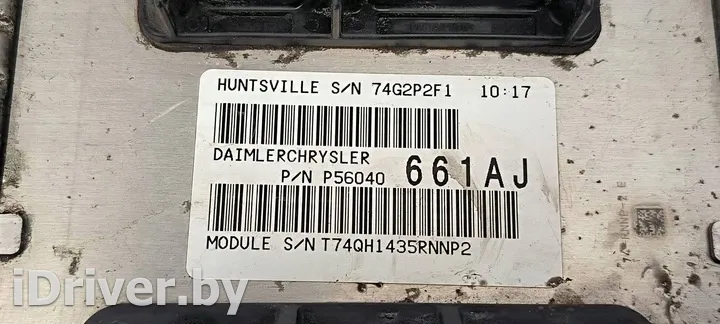 HUNTSVILLE S/N 74G2P2F1 10:17
DAIMLERCHRYSLER
P/N P56040 661AJ
MODULE S/N T74QH1435RNNP2
iDriver.by